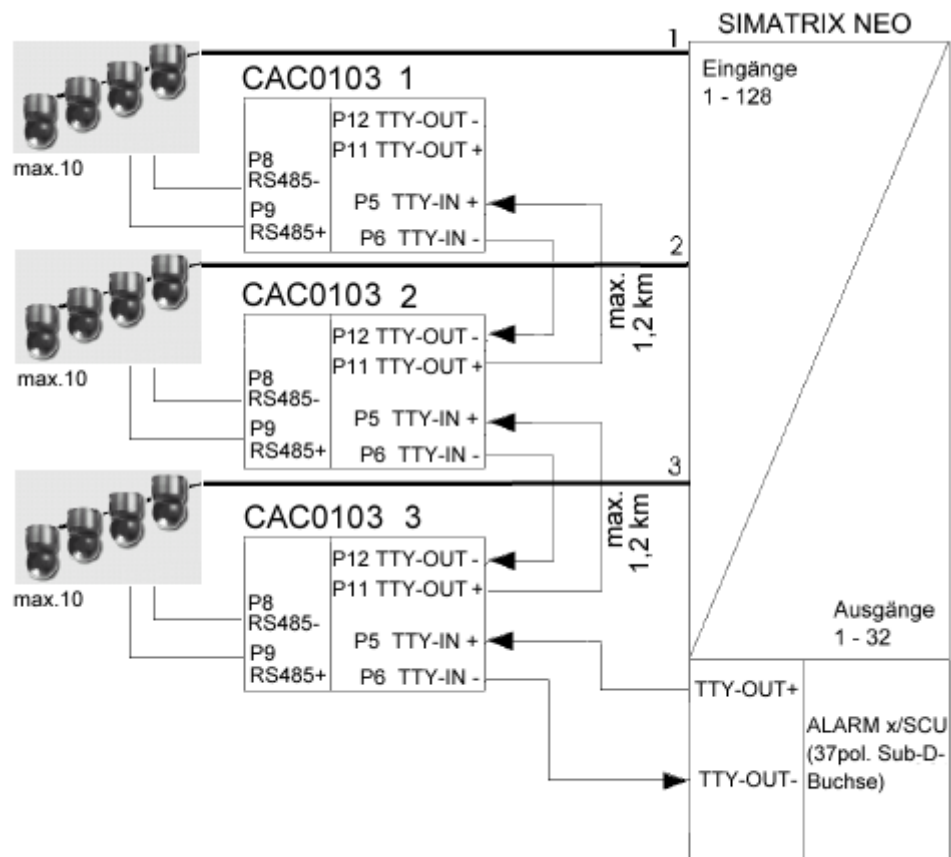 SIMATRIX NEO
1
Eingänge
1 - 128
CAC0103 1
P12 TTY-OUT -
P11 TTY-OUT +
P8
RS485-
P5 TTY-IN +
P9
RS485+
P6 TTY-IN -
max.10
2
max.
1,2 km
CAC0103 2
P12 TTY-OUT -
P11 TTY-OUT +
P8
RS485-
P5 TTY-IN +
P9
RS485+
P6 TTY-IN -
max.10
3
max.
1,2 km
CAC0103 3
P12 TTY-OUT -
P11 TTY-OUT +
P8
RS485-
P5 TTY-IN +
P9
RS485+
P6 TTY-IN -
max.10
Ausgänge
1 - 32
TTY-OUT+
TTY-OUT-
ALARM x/SCU
(37pol. Sub-D-
Buchse)